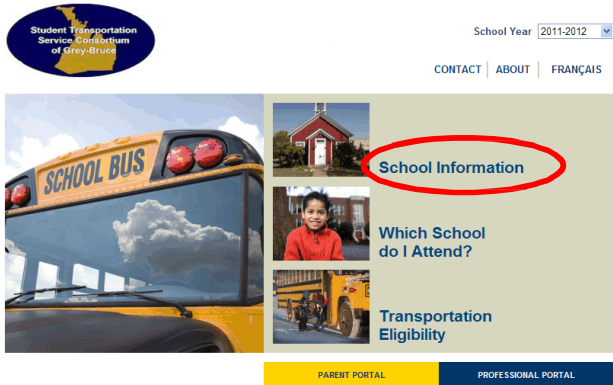 Student Transportation
Service Consortium
of Grey-Bruce
School Year 2011-2012
CONTACT ABOUT FRANÇAIS
SCHOOL BUS
School Information
Which School
do I Attend?
Transportation
Eligibility
PARENT PORTAL PROFESSIONAL PORTAL